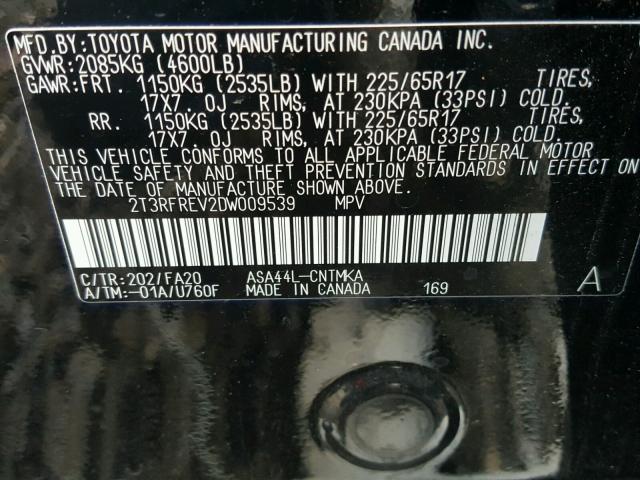 MFD.BY:TOYOTA MOTOR MANUFACTURING CANADA INC.
GVWR:2085KG (4600LB)
GAWR:FRT. 1150KG (2535LB) WITH 225/65R17 TIRES,
17X7.0J RIMS, AT 230KPA (33PSI) COLD.
RR. 1150KG (2535LB) WITH 225/65R17 TIRES,
17X7.0J RIMS, AT 230KPA (33PSI) COLD.
THIS VEHICLE CONFORMS TO ALL APPLICABLE FEDERAL MOTOR
VEHICLE SAFETY AND THEFT PREVENTION STANDARDS IN EFFECT ON
THE DATE OF MANUFACTURE SHOWN ABOVE.
2T3RFREV2DW009539 MPV
C/TR:202/FA20 ASA44L-CNTMKA
A/TM:-01A/U760F MADE IN CANADA 169 A